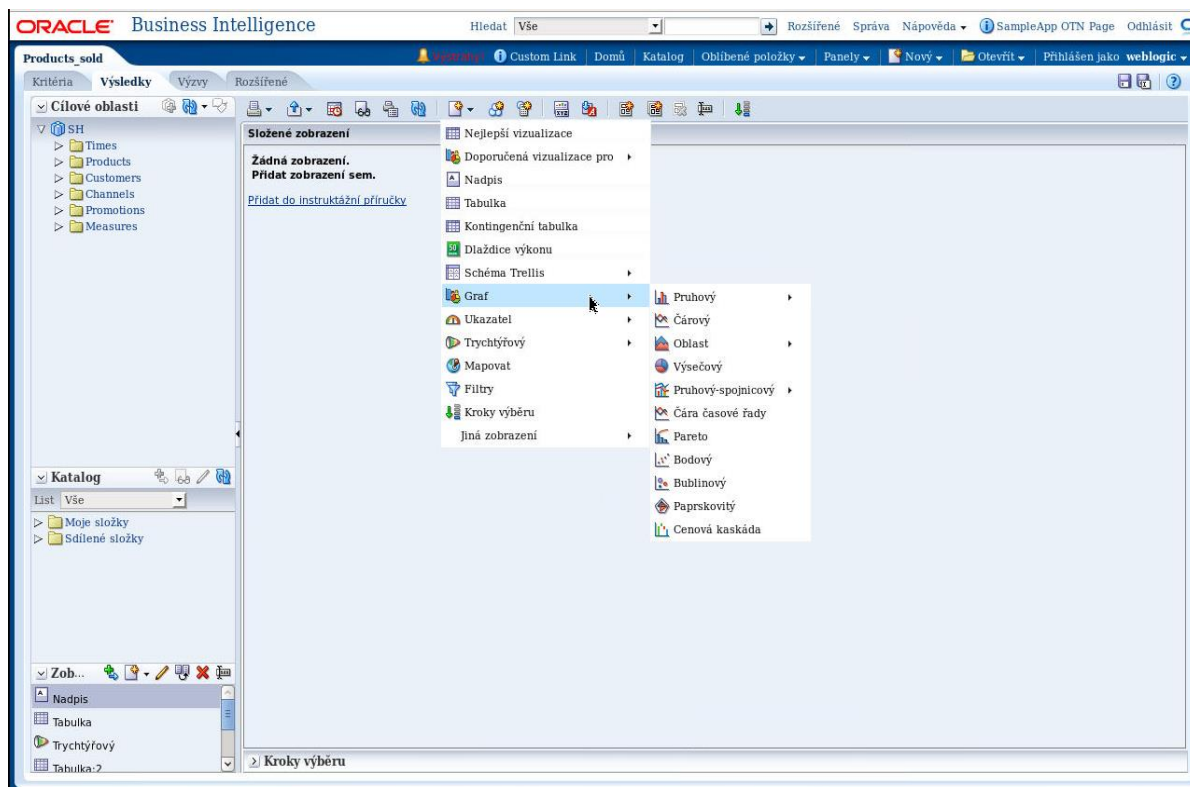 ORACLE Business Intelligence
Hledat Vše Rozšířené Správa Nápověda SampleApp OTN Page Odhlásit
Products_sold
Custom Link Domů Katalog Oblíbené položky Panely Nový Otevřít Přihlášen jako weblogic
Kritéria Výsledky Výzvy Rozšířené
Cílové oblasti
SH
Times
Products
Customers
Channels
Promotions
Measures
Složené zobrazení
Žádná zobrazení.
Přidat zobrazení sem.
Přidat do instruktážní příručky
Nejlepší vizualizace
Doporučená vizualizace pro
Nadpis
Tabulka
Kontingenční tabulka
Dlaždice výkonu
Schéma Trellis
Graf
Ukazatel
Trychtýřový
Mapovat
Filtry
Kroky výběru
Jiná zobrazení
Pruhový
Čárový
Oblast
Výsečový
Pruhový-spojnicový
Čára časové řady
Pareto
Bodový
Bublinový
Paprskovitý
Cenová kaskáda
Katalog
List Vše
Moje složky
Sdílené složky
Zob...
Nadpis
Tabulka
Trychtýřový
Tabulka:2
Kroky výběru